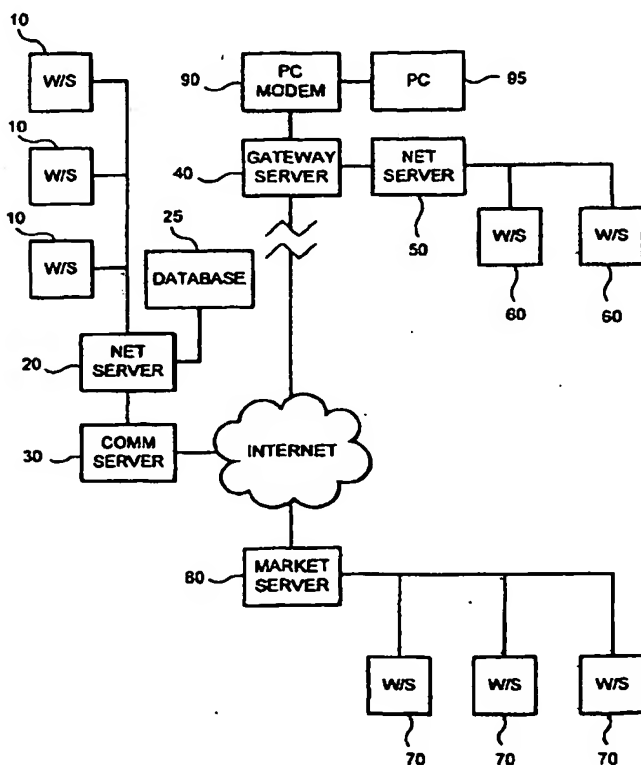 10
W/S
10
W/S
10
W/S
25
DATABASE
20
NET
SERVER
30
COMM
SERVER
90
PC
MODEM
PC
95
40
GATEWAY
SERVER
NET
SERVER
50
W/S
60
W/S
60
INTERNET
80
MARKET
SERVER
W/S
70
W/S
70
W/S
70